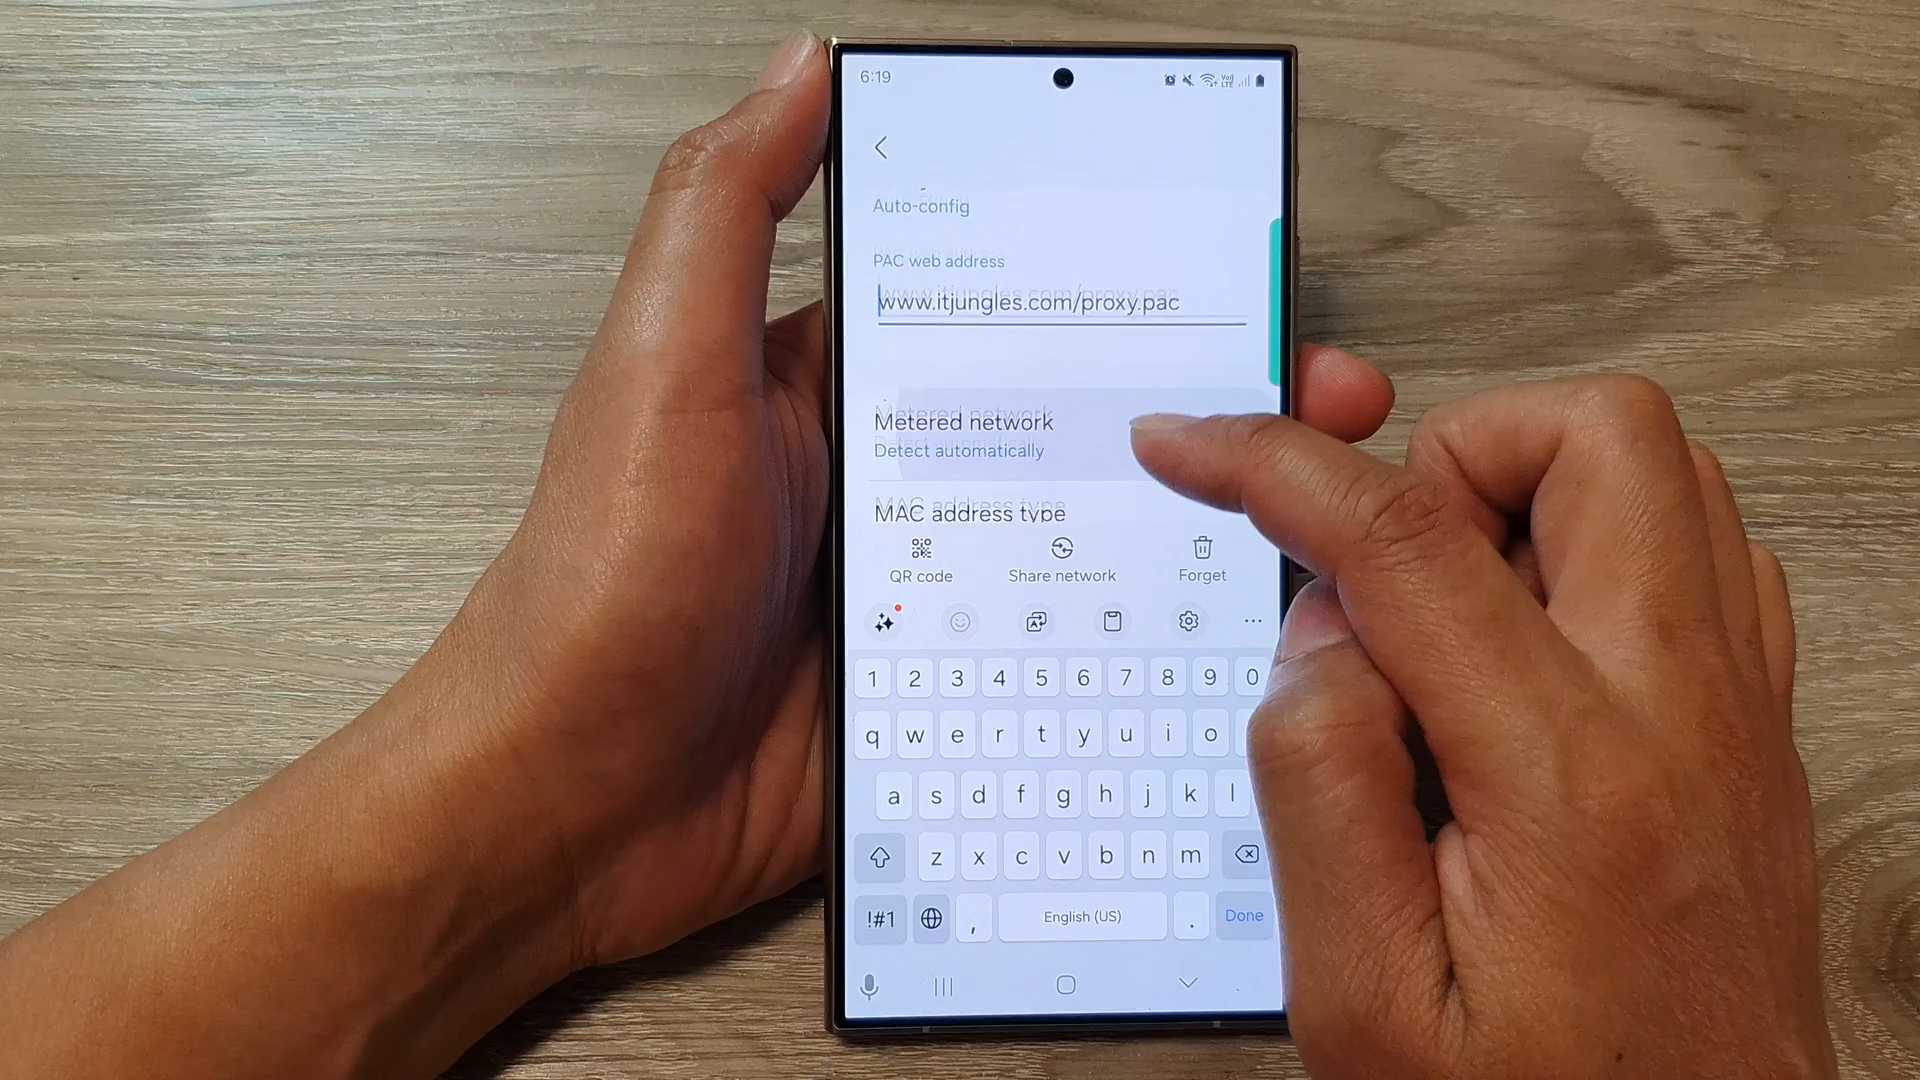 6:19
Vo)
LTE
Auto-config
PAC web address
www.itjungles.com/proxy.pac
Metered network
Detect automatically
MAC address type
QR code Share network Forget
1 2 3 4 5 6 7 8 9 0
q w e r t y u i o
a s d f g h j k l
z x c v b n m
!#1 , English (US) . Done